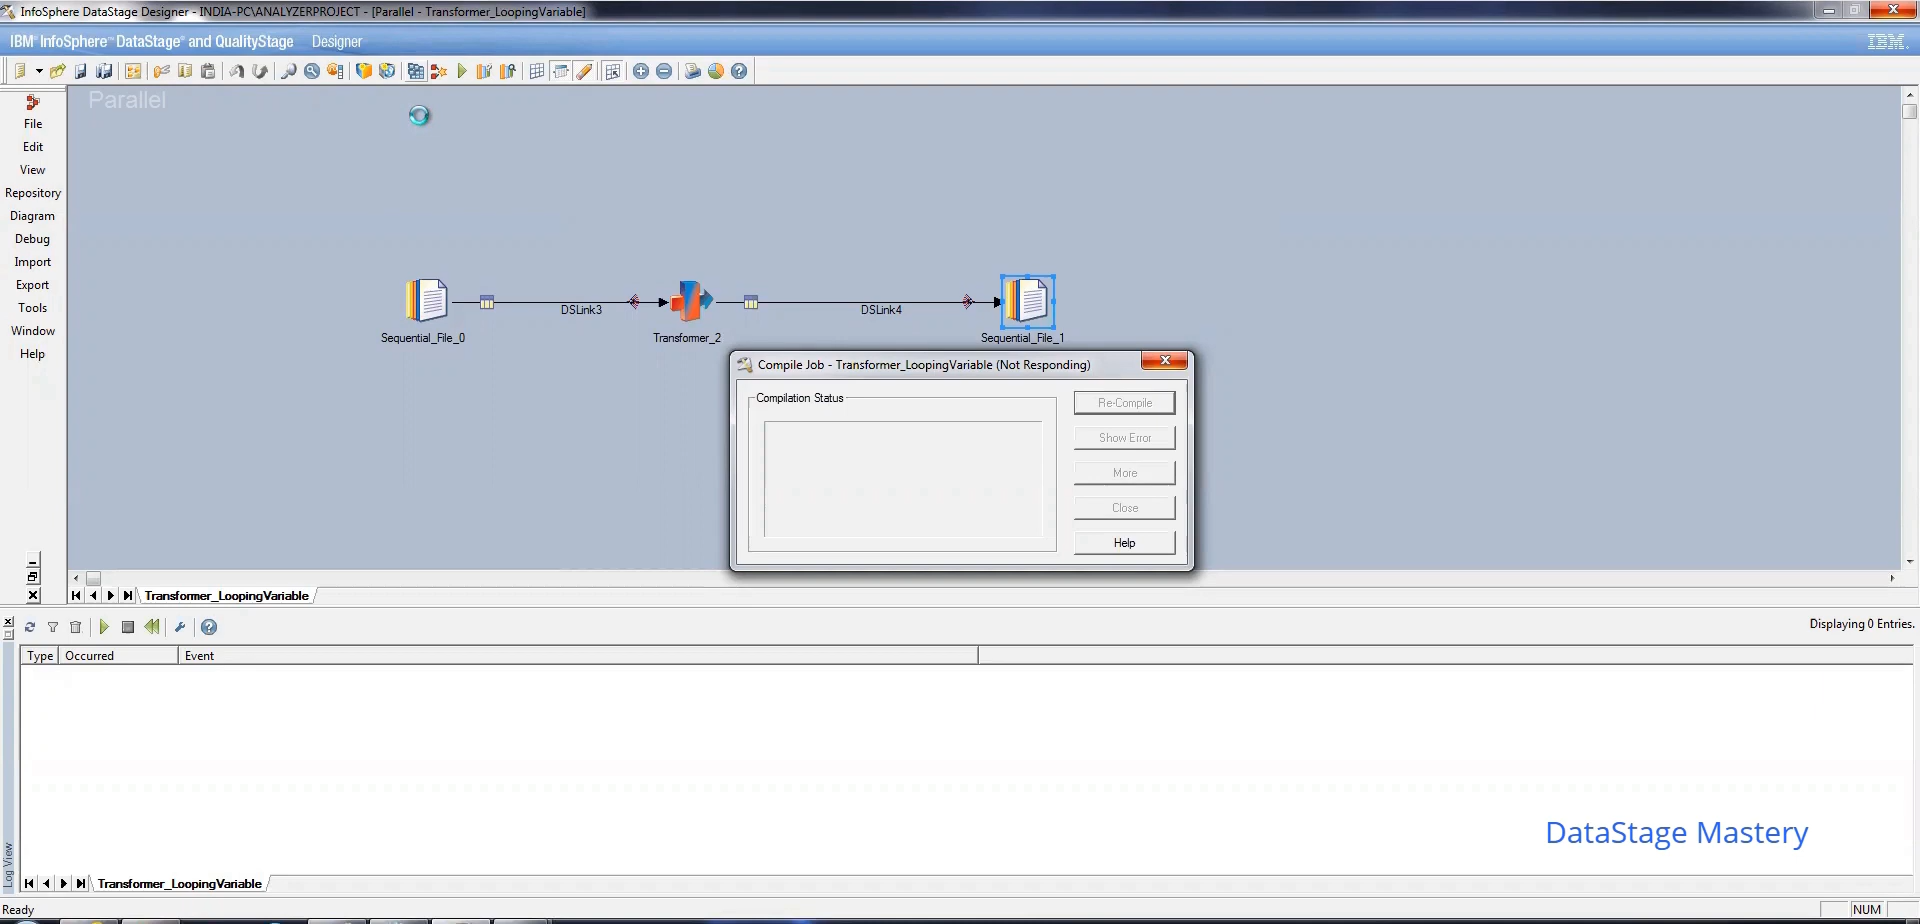 InfoSphere DataStage Designer - INDIA-PC\ANALYZERPROJECT - [Parallel - Transformer_LoopingVariable]
IBM® InfoSphere™ DataStage® and QualityStage Designer
IBM.
Parallel
File
Edit
View
Repository
Diagram
Debug
Import
Export
Tools
Window
Help
DSLink3
DSLink4
Sequential_File_0
Transformer_2
Sequential_File_1
Compile Job - Transformer_LoopingVariable (Not Responding)
Compilation Status
Re-Compile
Show Error
More
Close
Help
Transformer_LoopingVariable
Displaying 0 Entries.
Type Occurred Event
DataStage Mastery
Log View
Transformer_LoopingVariable
Ready
NUM